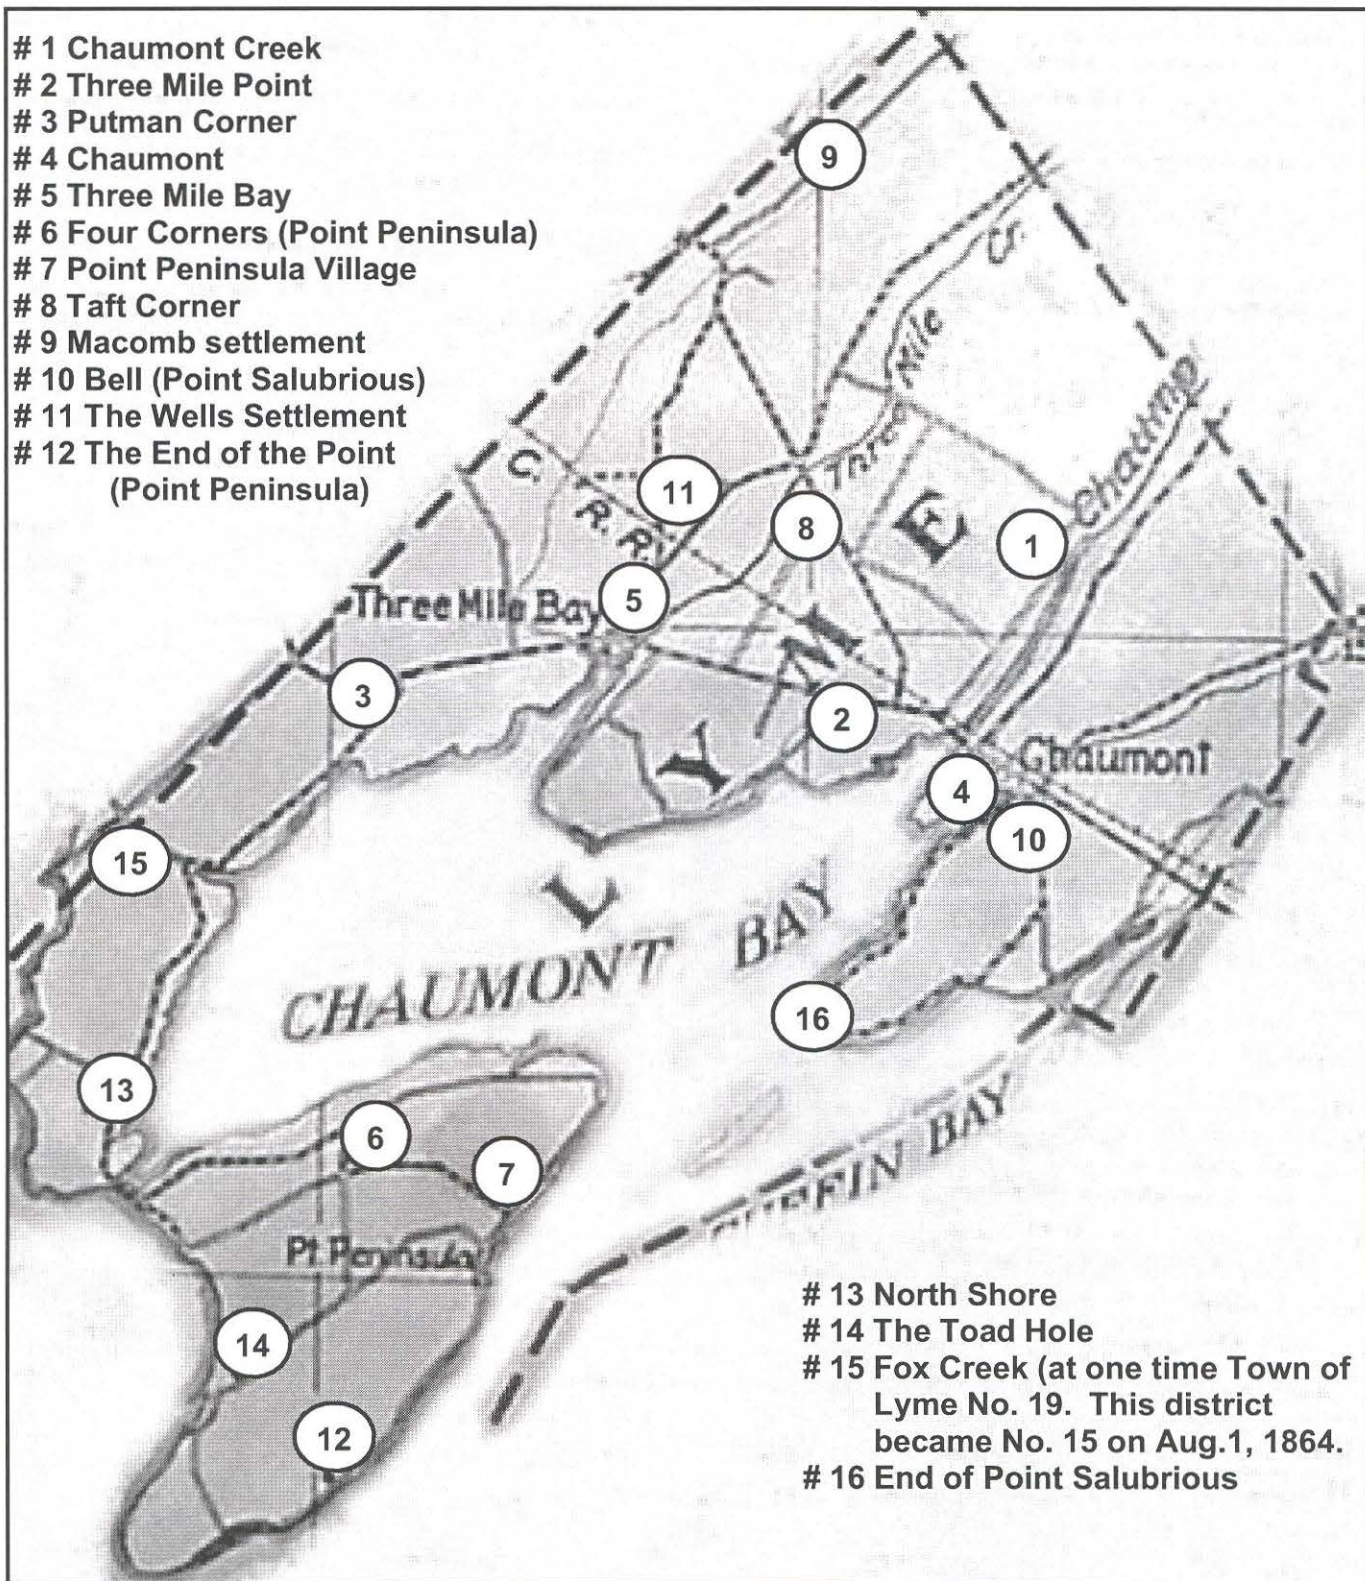 # 1 Chaumont Creek
# 2 Three Mile Point
# 3 Putman Corner
# 4 Chaumont
# 5 Three Mile Bay
# 6 Four Corners (Point Peninsula)
# 7 Point Peninsula Village
# 8 Taft Corner
# 9 Macomb settlement
# 10 Bell (Point Salubrious)
# 11 The Wells Settlement
# 12 The End of the Point
(Point Peninsula)
9
Three Mile Cr.
Chaumo
C. R. R.
11
8
1
5
Three Mile Bay
3
2
LYME
Chaumont
4
10
15
CHAUMONT BAY
16
13
6
7
BAY
Pt. Peninsula
14
12
# 13 North Shore
# 14 The Toad Hole
# 15 Fox Creek (at one time Town of
Lyme No. 19. This district
became No. 15 on Aug.1, 1864.
# 16 End of Point Salubrious